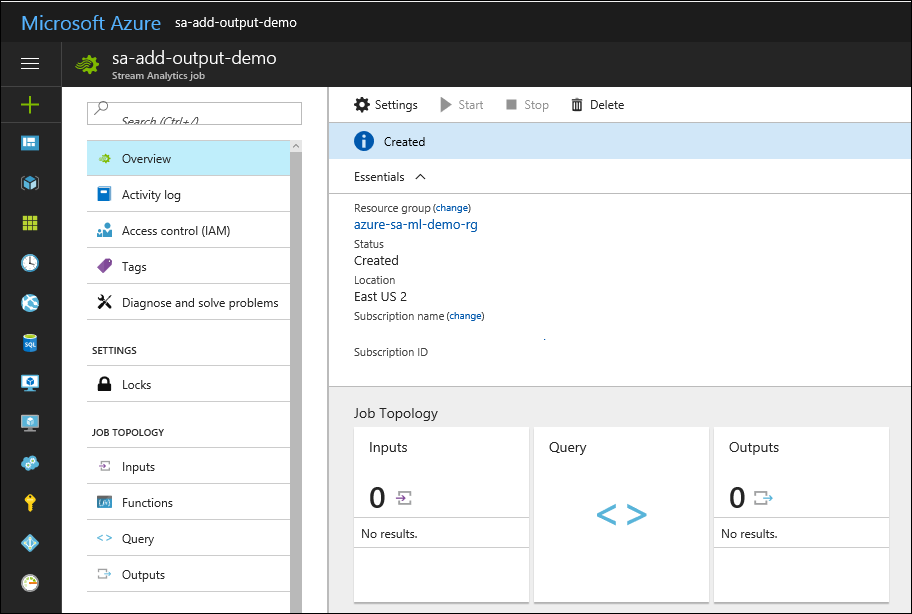 Microsoft Azure sa-add-output-demo
sa-add-output-demo
Stream Analytics job
Search (Ctrl+/)
Overview
Activity log
Access control (IAM)
Tags
Diagnose and solve problems
SETTINGS
Locks
JOB TOPOLOGY
Inputs
Functions
Query
Outputs
Settings Start Stop Delete
Created
Essentials
Resource group (change)
azure-sa-ml-demo-rg
Status
Created
Location
East US 2
Subscription name (change)
Subscription ID
Job Topology
Inputs
0
No results.
Query
< >
Outputs
0
No results.